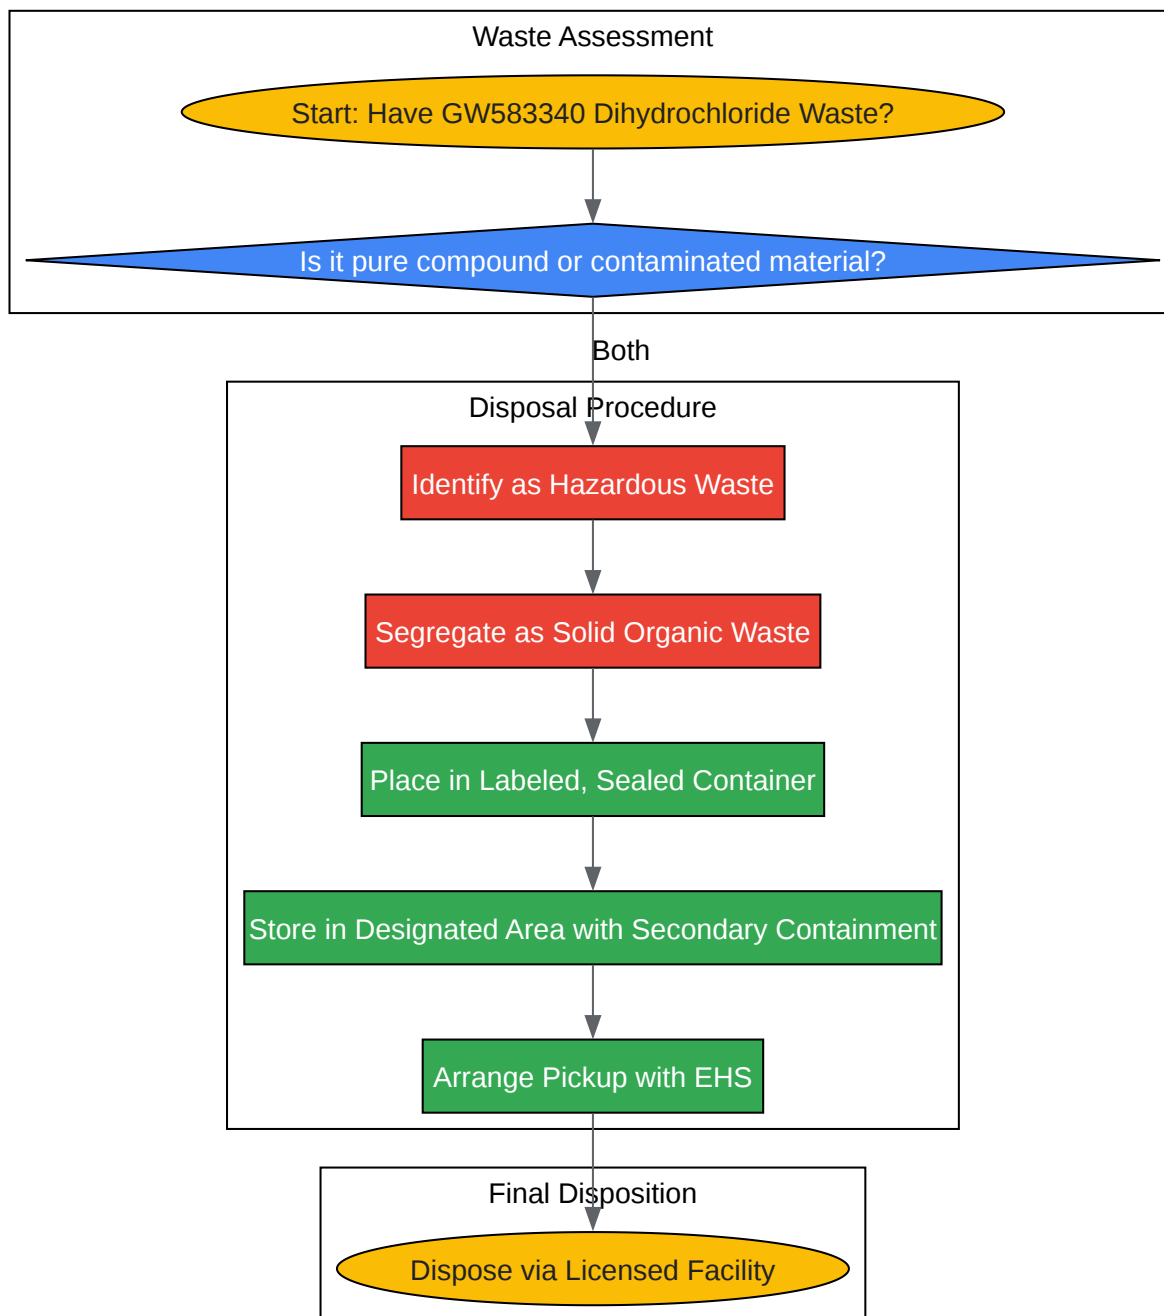 Waste Assessment
Start: Have GW583340 Dihydrochloride Waste?
Is it pure compound or contaminated material?
Both
Disposal Procedure
Identify as Hazardous Waste
Segregate as Solid Organic Waste
Place in Labeled, Sealed Container
Store in Designated Area with Secondary Containment
Arrange Pickup with EHS
Final Disposition
Dispose via Licensed Facility